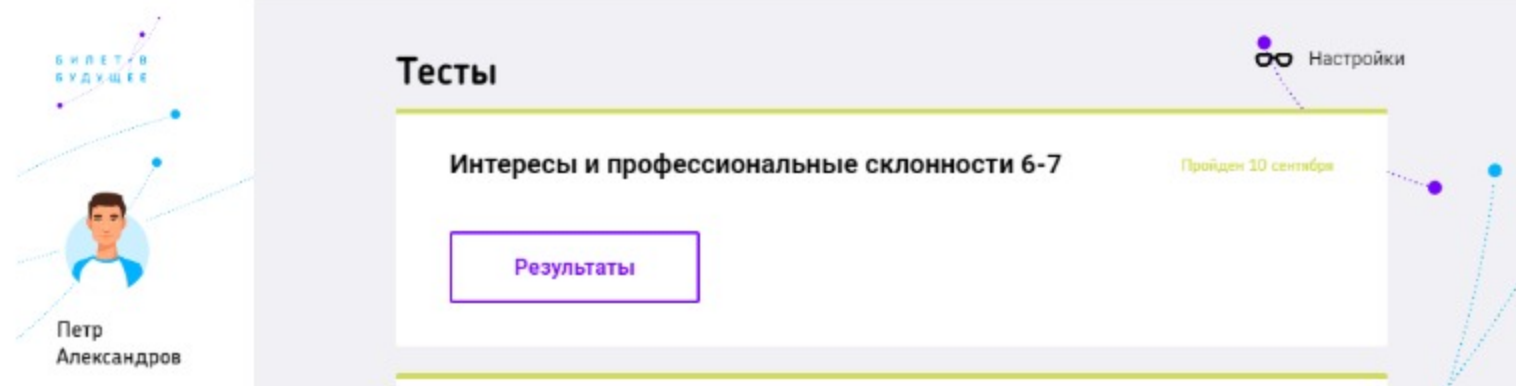 БИЛЕТ В
БУДУЩЕЕ
Тесты
Настройки
Интересы и профессиональные склонности 6-7
Пройден 10 сентября
Результаты
Петр
Александров